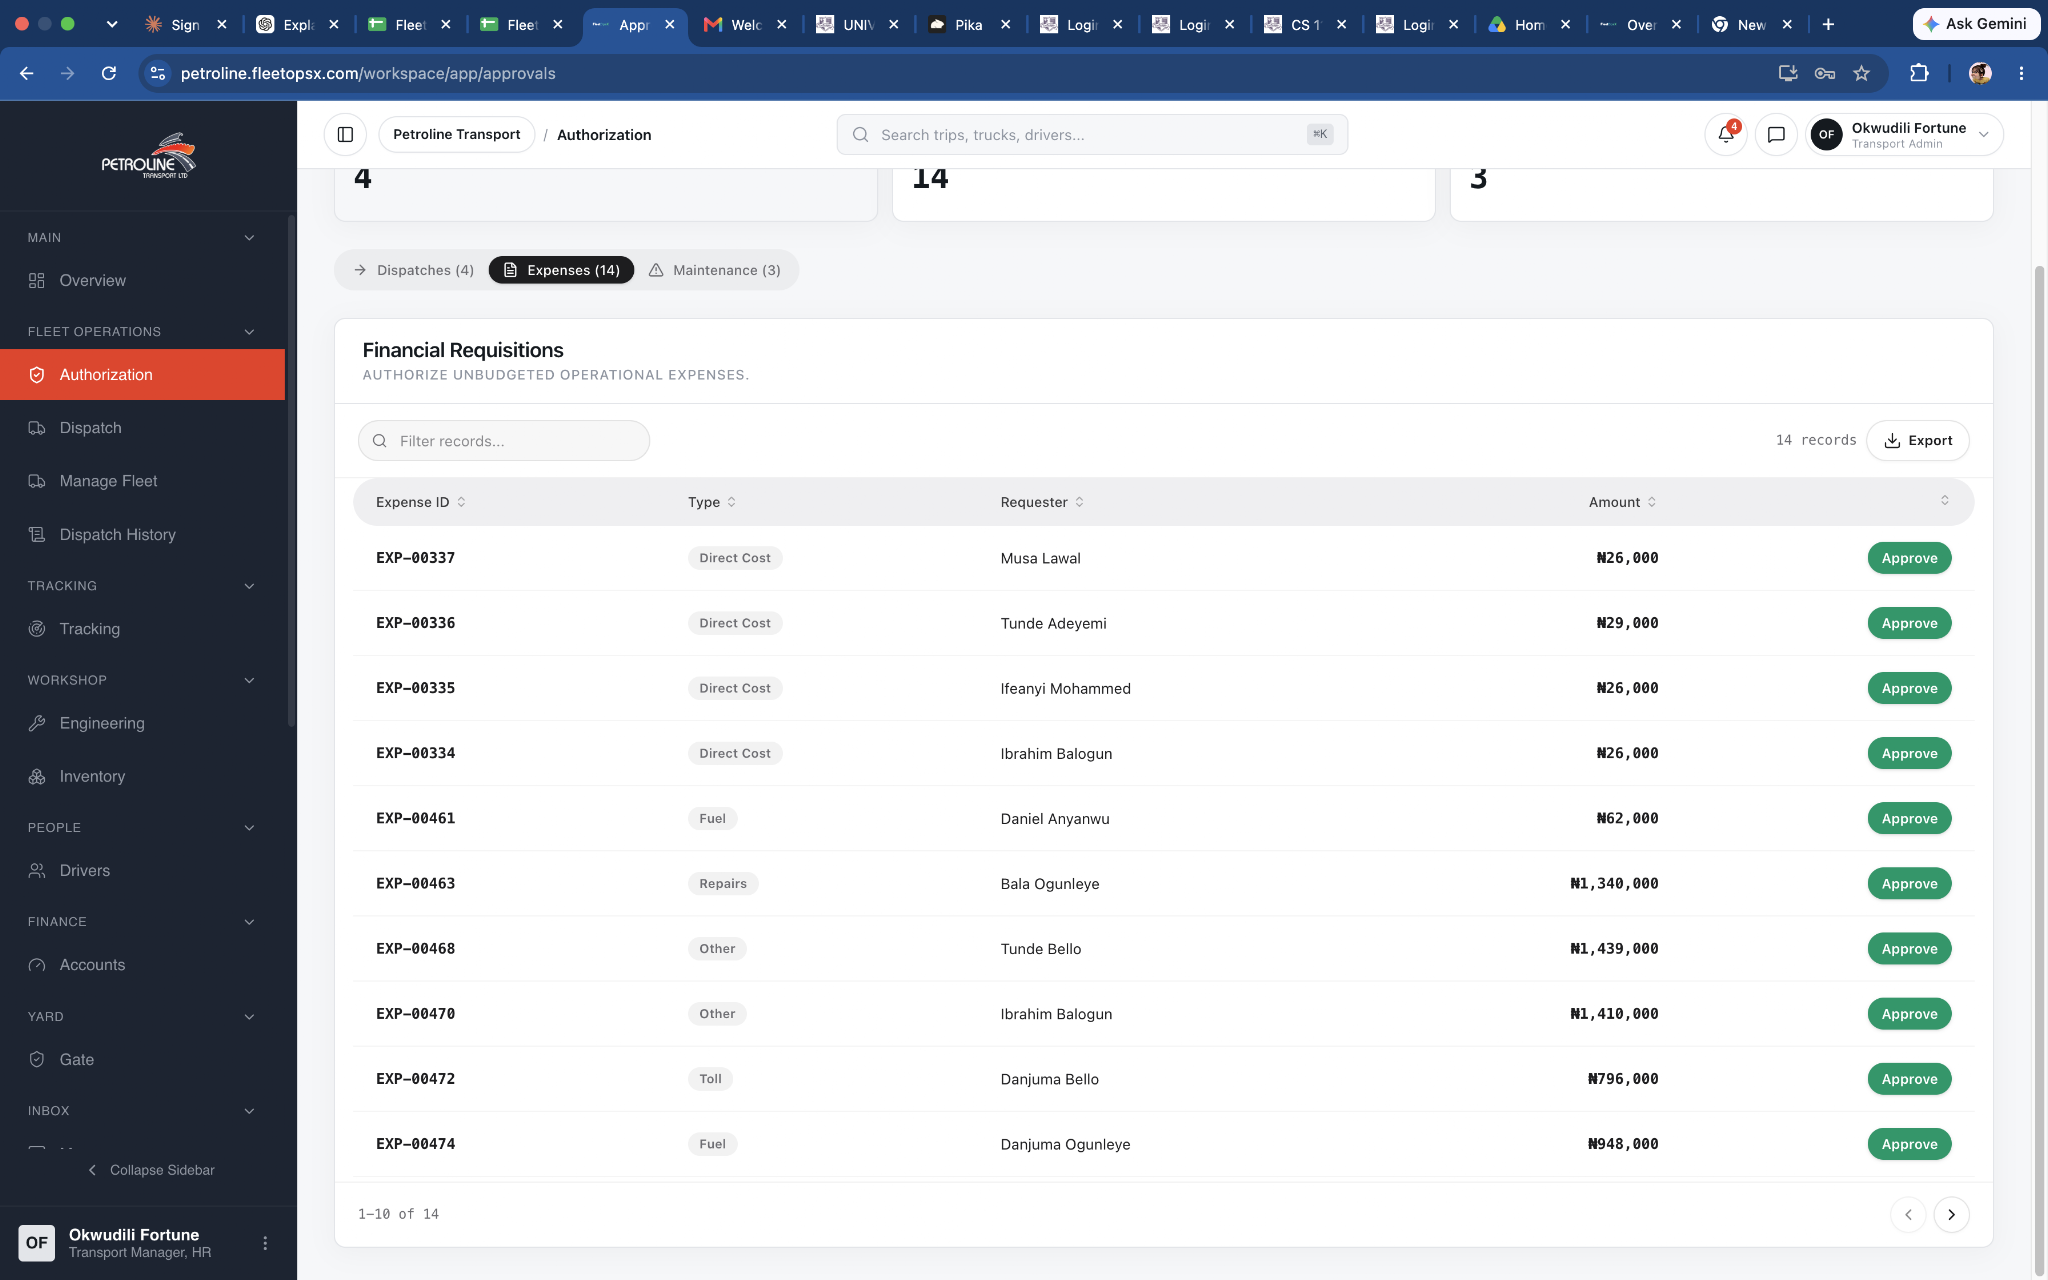 Sign
Expl
Fleet
Fleet
Appr
Welc
UNIV
Pika
Login
Login
CS 1
Login
Hom
Over
New
Ask Gemini
petroline.fleetopsx.com/workspace/app/approvals
PETROLINE
TRANSPORT LTD
Petroline Transport / Authorization
Search trips, trucks, drivers...
⌘K
4
OF
Okwudili Fortune
Transport Admin
MAIN
Overview
FLEET OPERATIONS
Authorization
Dispatch
Manage Fleet
Dispatch History
TRACKING
Tracking
WORKSHOP
Engineering
Inventory
PEOPLE
Drivers
FINANCE
Accounts
YARD
Gate
INBOX
Collapse Sidebar
OF
Okwudili Fortune
Transport Manager, HR
4
14
3
Dispatches (4)
Expenses (14)
Maintenance (3)
Financial Requisitions
AUTHORIZE UNBUDGETED OPERATIONAL EXPENSES.
Filter records...
14 records
Export
Expense ID Type Requester Amount
EXP-00337 Direct Cost Musa Lawal ₦26,000 Approve
EXP-00336 Direct Cost Tunde Adeyemi ₦29,000 Approve
EXP-00335 Direct Cost Ifeanyi Mohammed ₦26,000 Approve
EXP-00334 Direct Cost Ibrahim Balogun ₦26,000 Approve
EXP-00461 Fuel Daniel Anyanwu ₦62,000 Approve
EXP-00463 Repairs Bala Ogunleye ₦1,340,000 Approve
EXP-00468 Other Tunde Bello ₦1,439,000 Approve
EXP-00470 Other Ibrahim Balogun ₦1,410,000 Approve
EXP-00472 Toll Danjuma Bello ₦796,000 Approve
EXP-00474 Fuel Danjuma Ogunleye ₦948,000 Approve
1–10 of 14